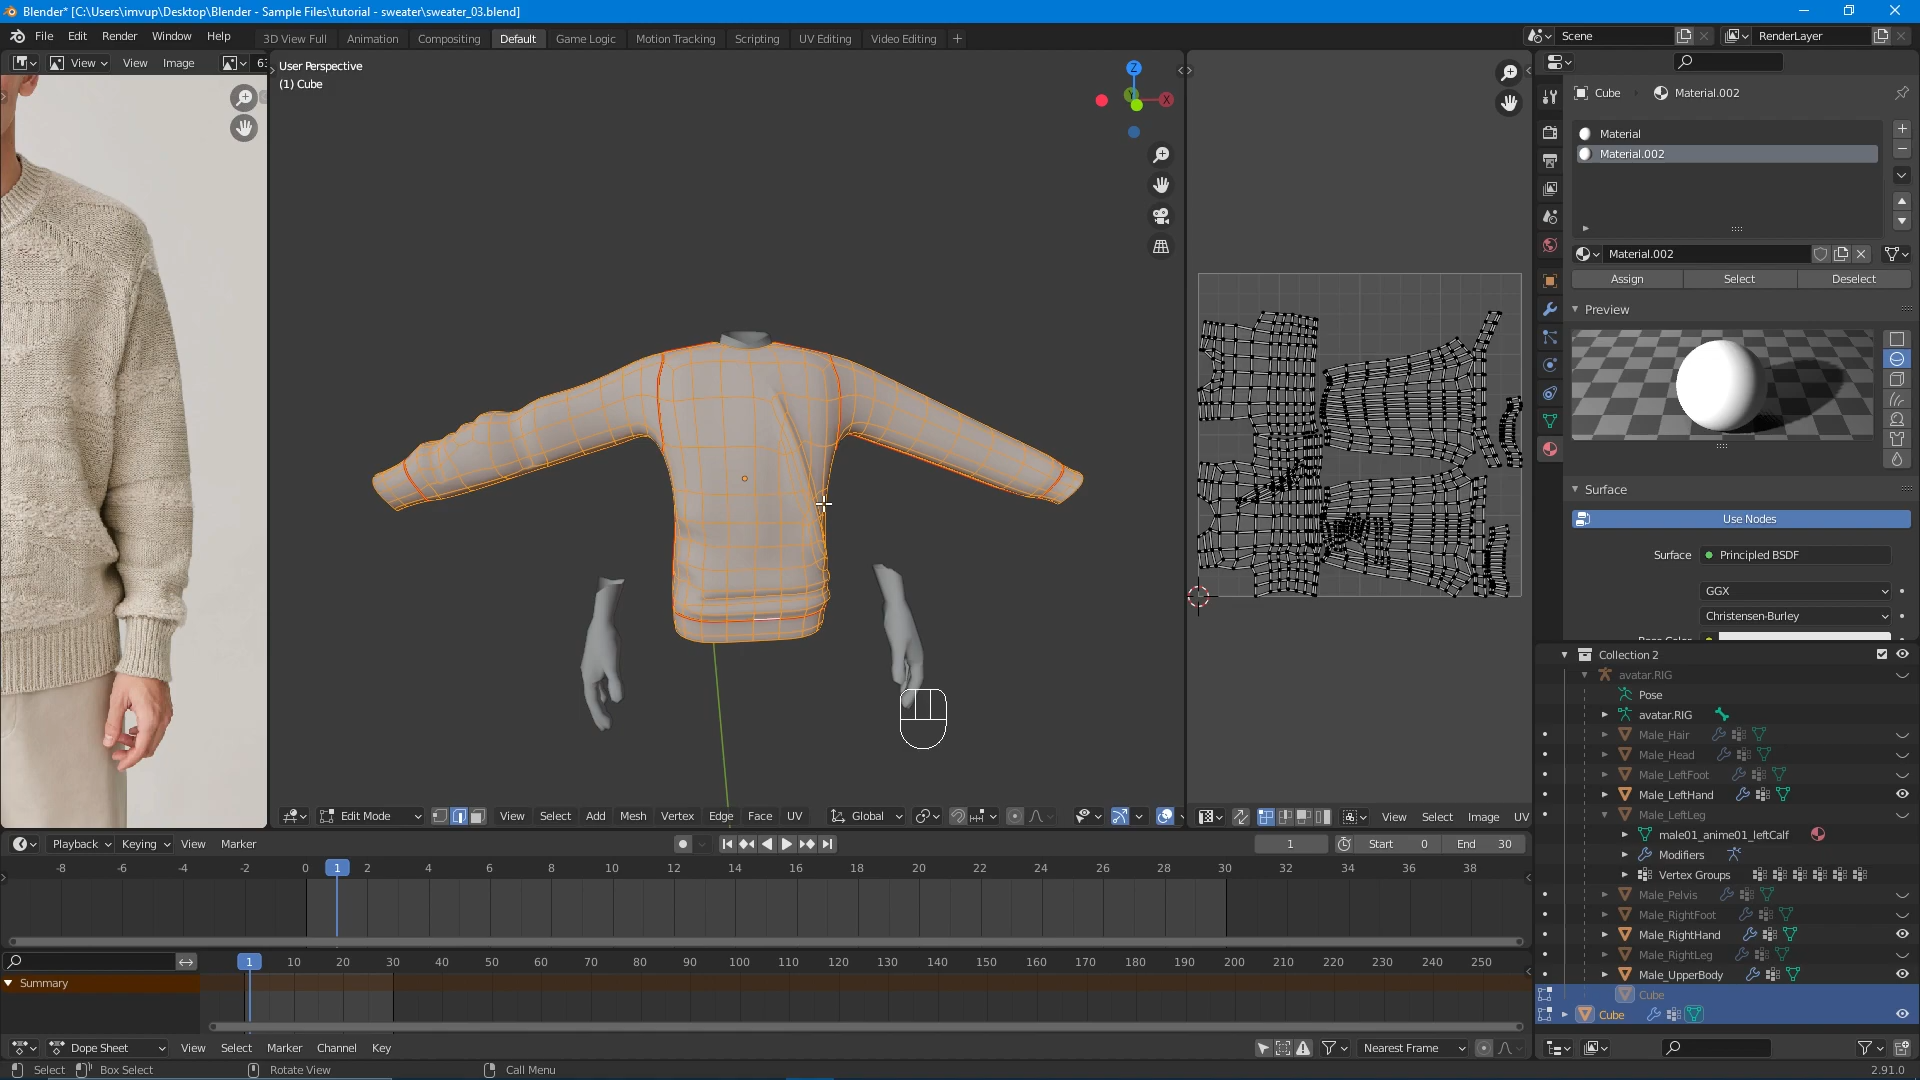 Blender* [C:\Users\imvup\Desktop\Blender - Sample Files\tutorial - sweater\sweater_03.blend]
File Edit Render Window Help 3D View Full Animation Compositing Default Game Logic Motion Tracking Scripting UV Editing Video Editing + Scene RenderLayer
View View Image 6
User Perspective
(1) Cube
Z
X
Cube Material.002
Material
Material.002
Material.002
Assign Select Deselect
Preview
Surface
Use Nodes
Surface Principled BSDF
GGX
Christensen-Burley
Collection 2
avatar.RIG
Pose
avatar.RIG
Male_Hair
Male_Head
Male_LeftFoot
Male_LeftHand
Male_LeftLeg
male01_anime01_leftCalf
Modifiers
Vertex Groups
Male_Pelvis
Male_RightFoot
Male_RightHand
Male_RightLeg
Male_UpperBody
Cube
Cube
Edit Mode View Select Add Mesh Vertex Edge Face UV Global View Select Image UV
Playback Keying View Marker 1 Start 0 End 30
-8 -6 -4 -2 0 1 2 4 6 8 10 12 14 16 18 20 22 24 26 28 30 32 34 36 38
1 10 20 30 40 50 60 70 80 90 100 110 120 130 140 150 160 170 180 190 200 210 220 230 240 250
Summary
Dope Sheet View Select Marker Channel Key Nearest Frame
Select Box Select Rotate View Call Menu 2.91.0